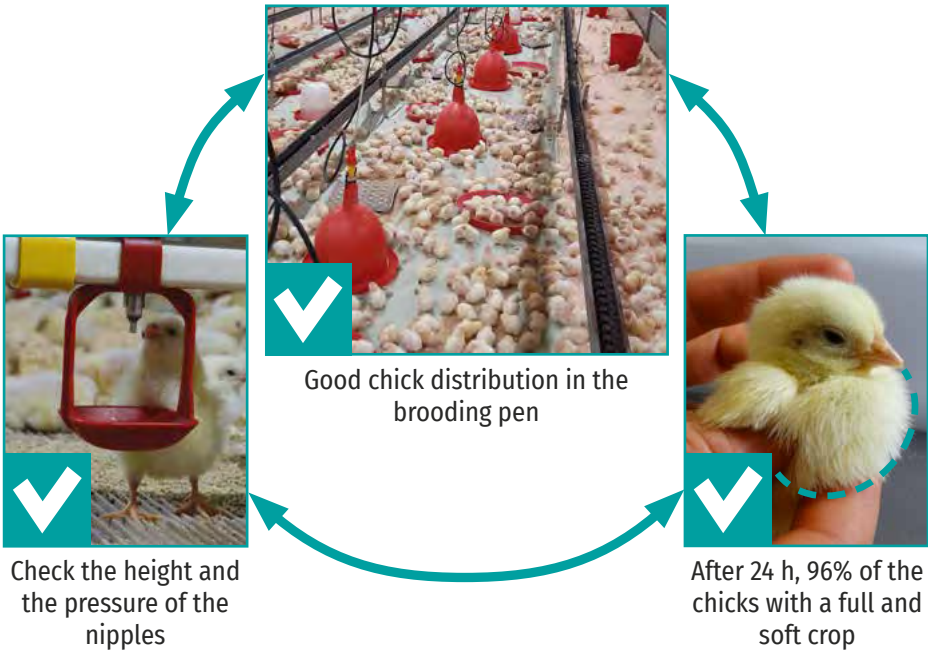 Good chick distribution in the
brooding pen
Check the height and
the pressure of the
nipples
After 24 h, 96% of the
chicks with a full and
soft crop